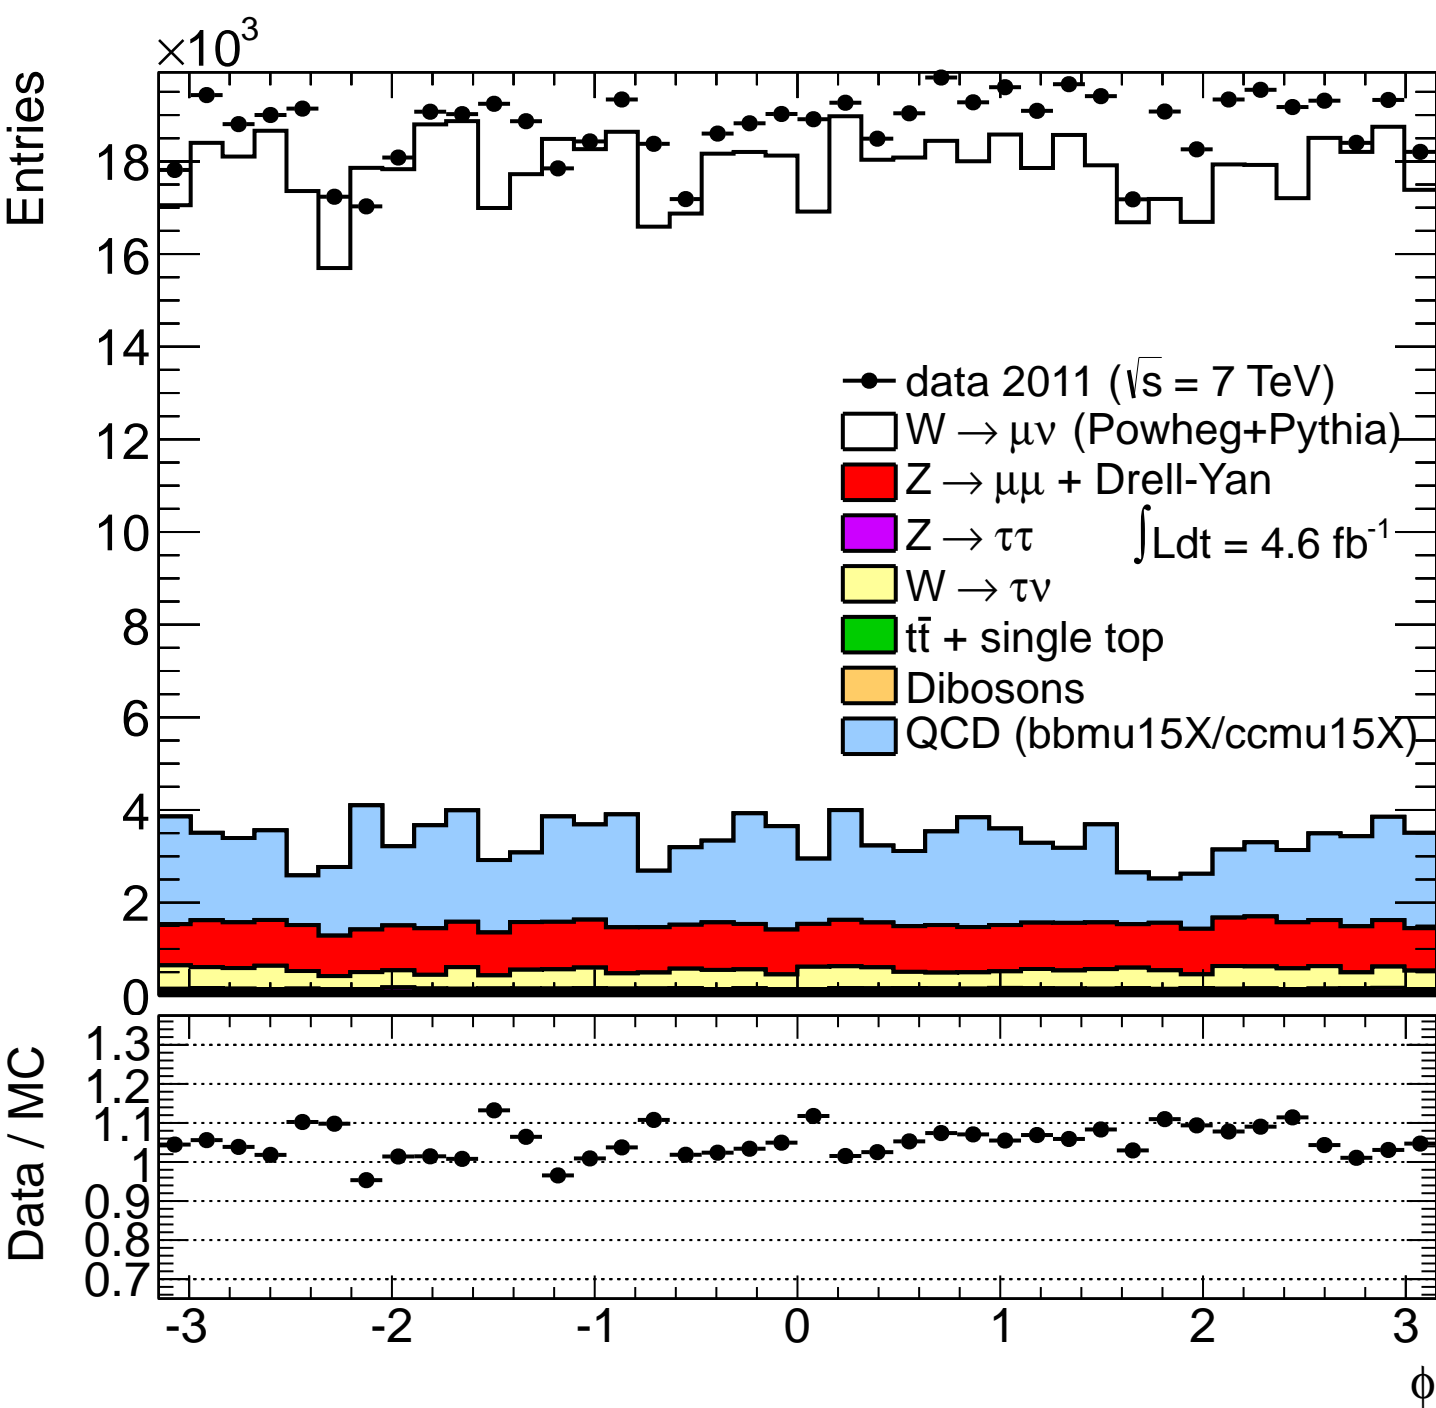 ×10³
Entries
18
16
14
12
10
8
6
4
2
0
data 2011 (√s = 7 TeV)
W → μν (Powheg+Pythia)
Z → μμ + Drell-Yan
Z → ττ
∫Ldt = 4.6 fb⁻¹
W → τν
tt̄ + single top
Dibosons
QCD (bbmu15X/ccmu15X)
Data / MC
1.3
1.2
1.1
1
0.9
0.8
0.7
-3 -2 -1 0 1 2 3
ϕ